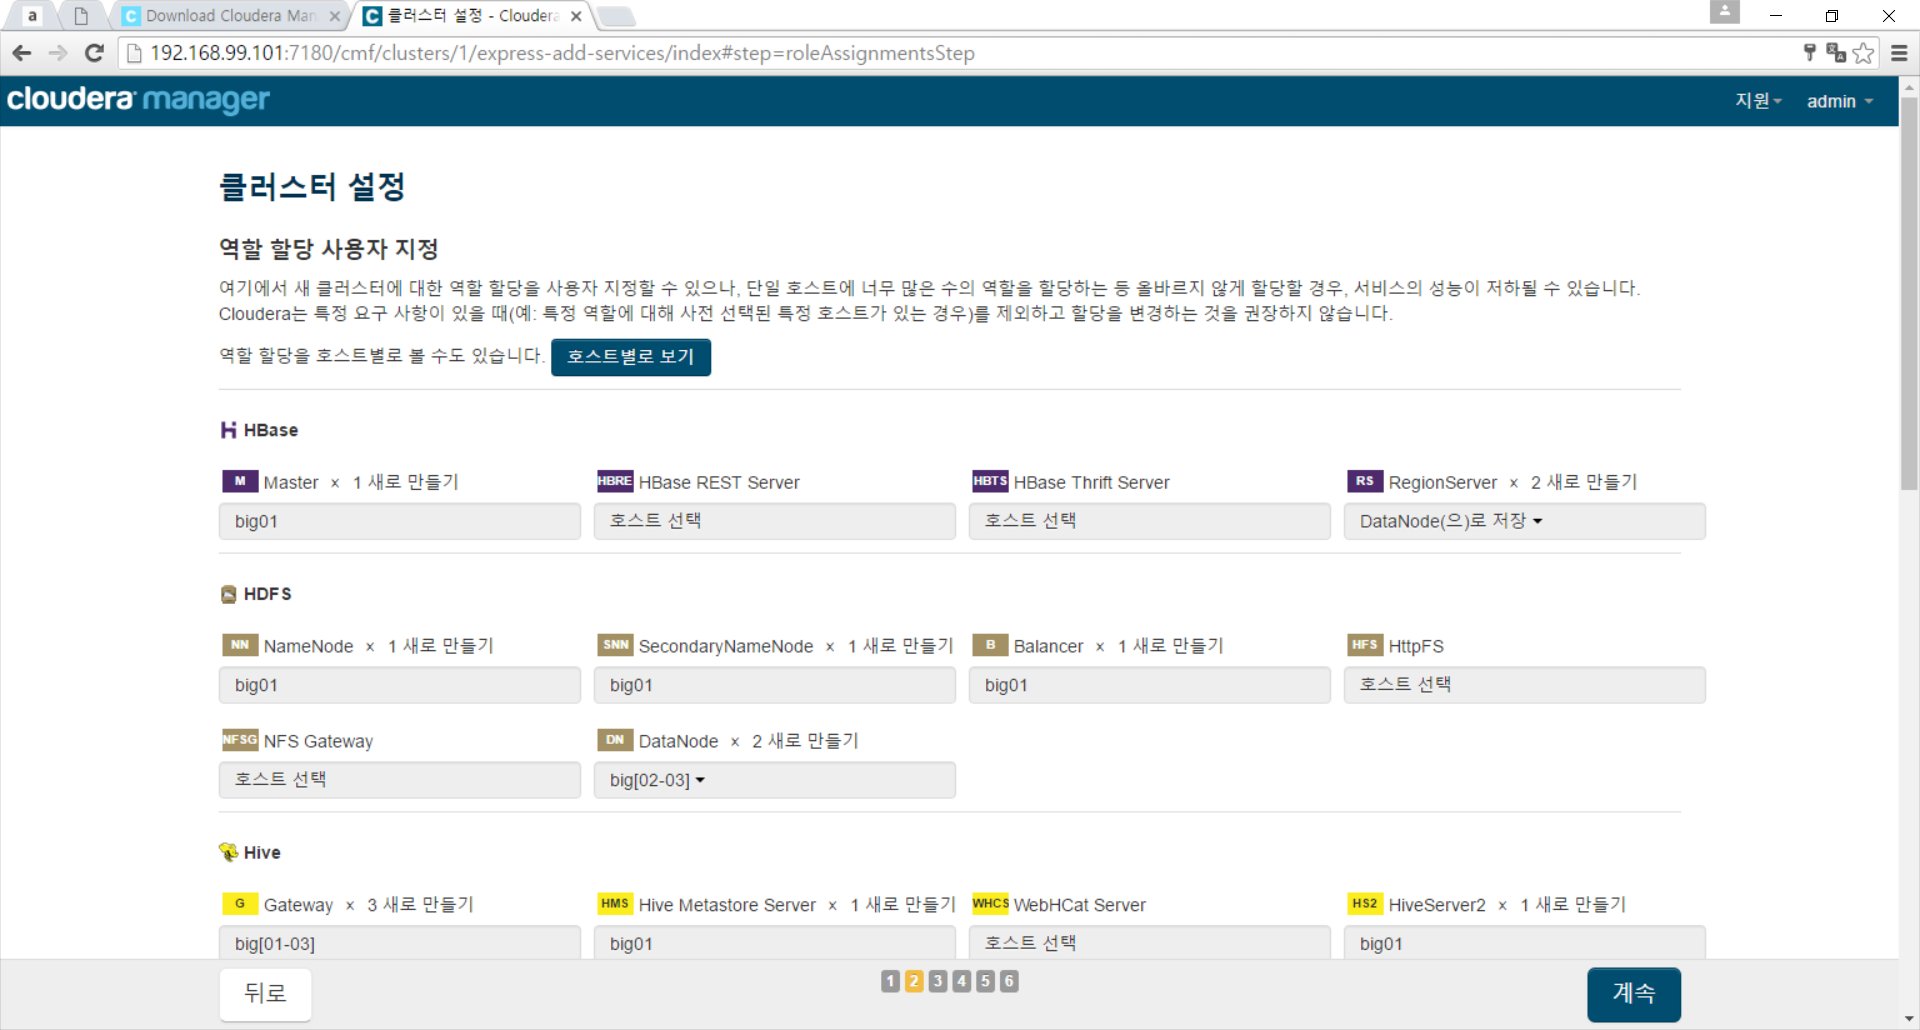 a
Download Cloudera Man
클러스터 설정 - Cloudera
192.168.99.101:7180/cmf/clusters/1/express-add-services/index#step=roleAssignmentsStep
cloudera manager
지원
admin
클러스터 설정
역할 할당 사용자 지정
여기에서 새 클러스터에 대한 역할 할당을 사용자 지정할 수 있으나, 단일 호스트에 너무 많은 수의 역할을 할당하는 등 올바르지 않게 할당할 경우, 서비스의 성능이 저하될 수 있습니다.
Cloudera는 특정 요구 사항이 있을 때(예: 특정 역할에 대해 사전 선택된 특정 호스트가 있는 경우)를 제외하고 할당을 변경하는 것을 권장하지 않습니다.
역할 할당을 호스트별로 볼 수도 있습니다. 호스트별로 보기
HBase
M Master × 1 새로 만들기
HBRE HBase REST Server
HBTS HBase Thrift Server
RS RegionServer × 2 새로 만들기
big01
호스트 선택
호스트 선택
DataNode(으)로 저장
HDFS
NN NameNode × 1 새로 만들기
SNN SecondaryNameNode × 1 새로 만들기
B Balancer × 1 새로 만들기
HFS HttpFS
big01
big01
big01
호스트 선택
NFSG NFS Gateway
DN DataNode × 2 새로 만들기
호스트 선택
big[02-03]
Hive
G Gateway × 3 새로 만들기
HMS Hive Metastore Server × 1 새로 만들기
WHCS WebHCat Server
HS2 HiveServer2 × 1 새로 만들기
big[01-03]
big01
호스트 선택
big01
뒤로
1 2 3 4 5 6
계속